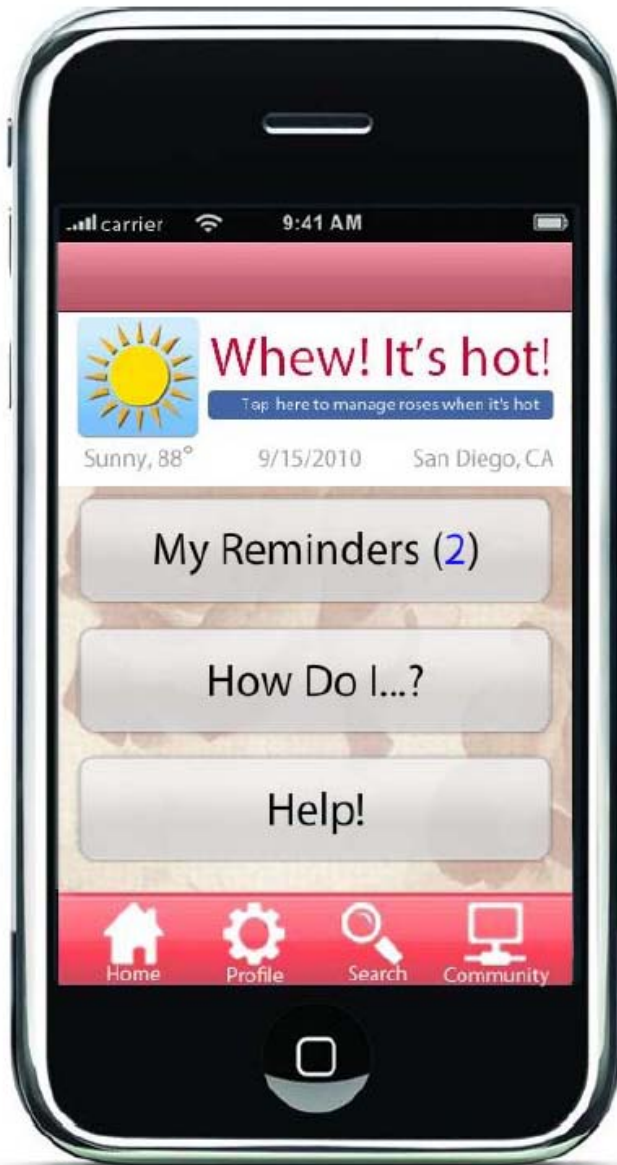 carrier 9:41 AM
Whew! It's hot!
Tap here to manage roses when it's hot
Sunny, 88° 9/15/2010 San Diego, CA
My Reminders (2)
How Do I...?
Help!
Home Profile Search Community